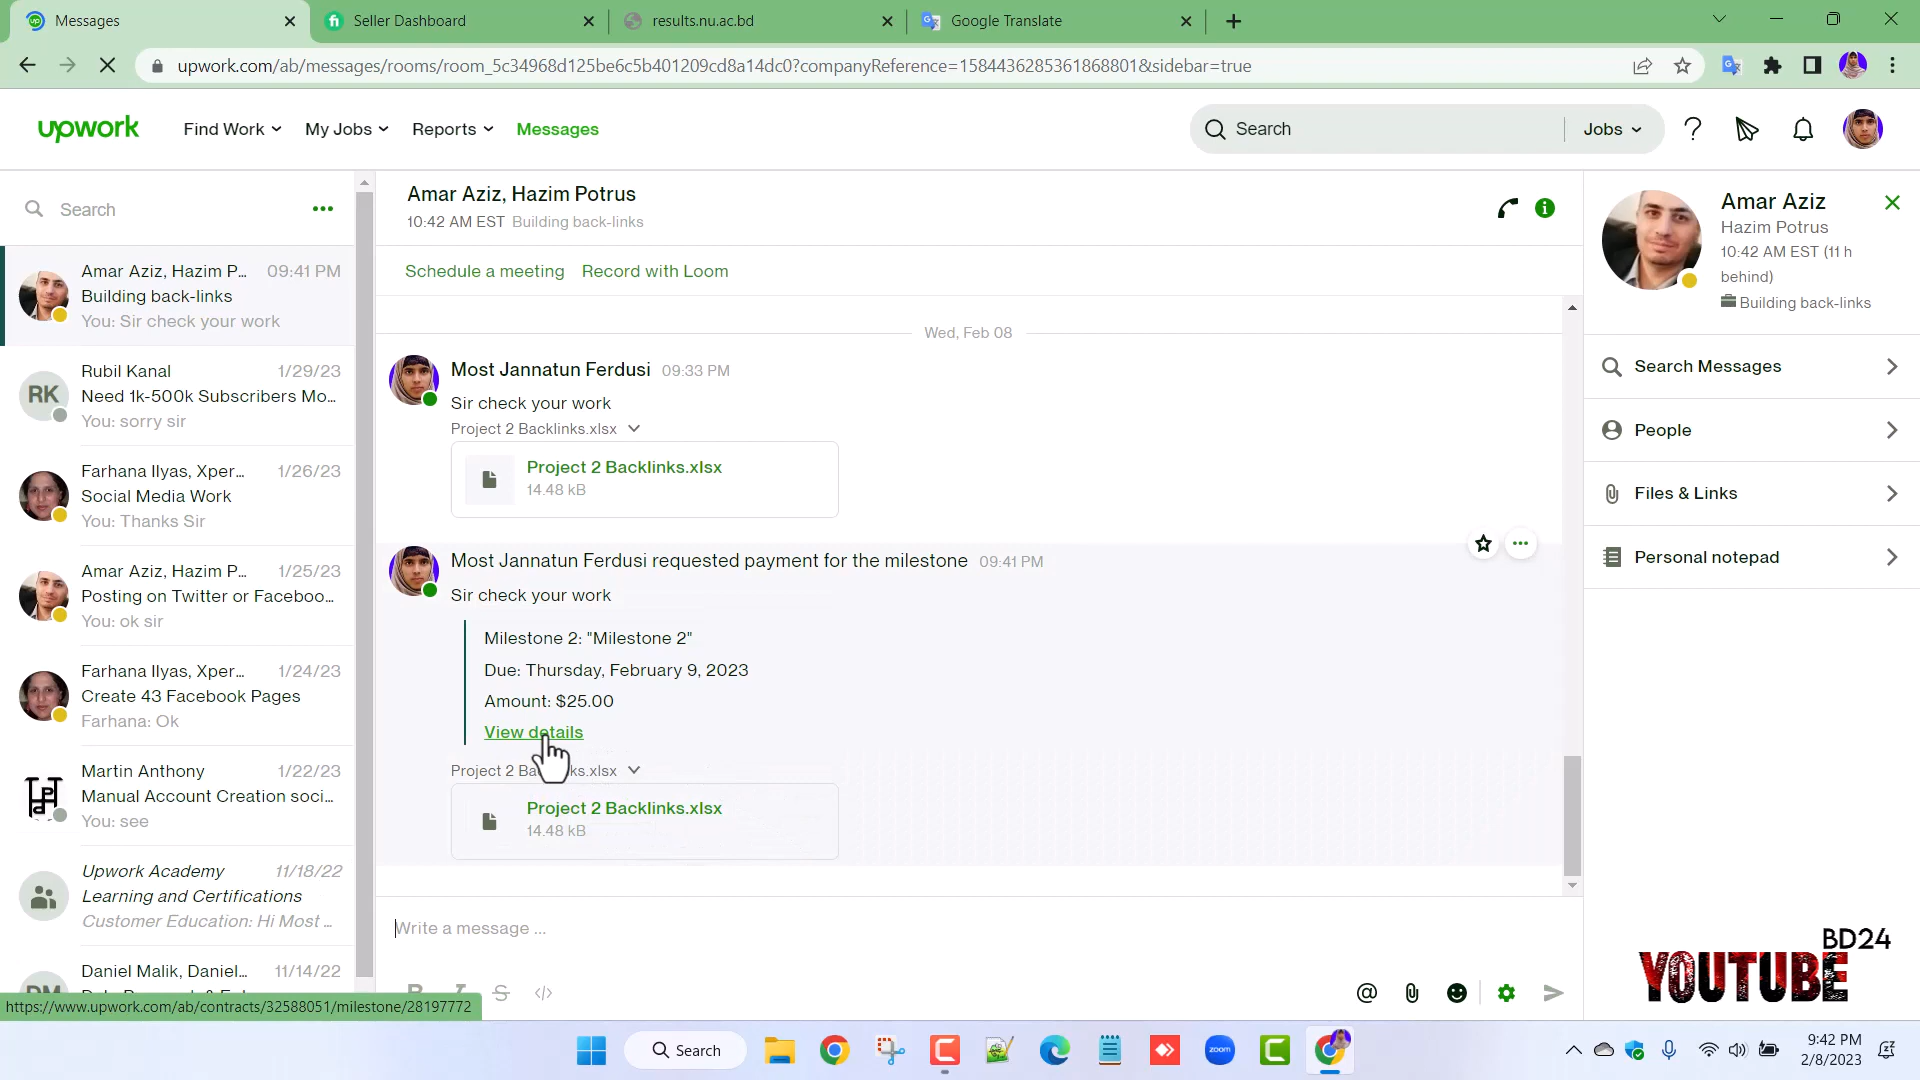 Messages
Seller Dashboard
results.nu.ac.bd
Google Translate
upwork.com/ab/messages/rooms/room_5c34968d125be6c5b401209cd8a14dc0?companyReference=1584436285361868801&sidebar=true
upwork
Find Work
My Jobs
Reports
Messages
Search
Jobs
Search
Amar Aziz, Hazim P... 09:41 PM
Building back-links
You: Sir check your work
RK
Rubil Kanal 1/29/23
Need 1k-500k Subscribers Mo...
You: sorry sir
Farhana Ilyas, Xper... 1/26/23
Social Media Work
You: Thanks Sir
Amar Aziz, Hazim P... 1/25/23
Posting on Twitter or Faceboo...
You: ok sir
Farhana Ilyas, Xper... 1/24/23
Create 43 Facebook Pages
Farhana: Ok
Martin Anthony 1/22/23
Manual Account Creation soci...
You: see
Upwork Academy 11/18/22
Learning and Certifications
Customer Education: Hi Most ...
Daniel Malik, Daniel... 11/14/22
https://www.upwork.com/ab/contracts/32588051/milestone/28197772
Amar Aziz, Hazim Potrus
10:42 AM EST Building back-links
Schedule a meeting Record with Loom
Wed, Feb 08
Most Jannatun Ferdusi 09:33 PM
Sir check your work
Project 2 Backlinks.xlsx
Project 2 Backlinks.xlsx
14.48 kB
Most Jannatun Ferdusi requested payment for the milestone 09:41 PM
Sir check your work
Milestone 2: "Milestone 2"
Due: Thursday, February 9, 2023
Amount: $25.00
View details
Project 2 Ba ks.xlsx
Project 2 Backlinks.xlsx
14.48 kB
Write a message ...
Amar Aziz
Hazim Potrus
10:42 AM EST (11 h
behind)
Building back-links
Search Messages
People
Files & Links
Personal notepad
BD24
YOUTUBE
Search
zoom
9:42 PM
2/8/2023